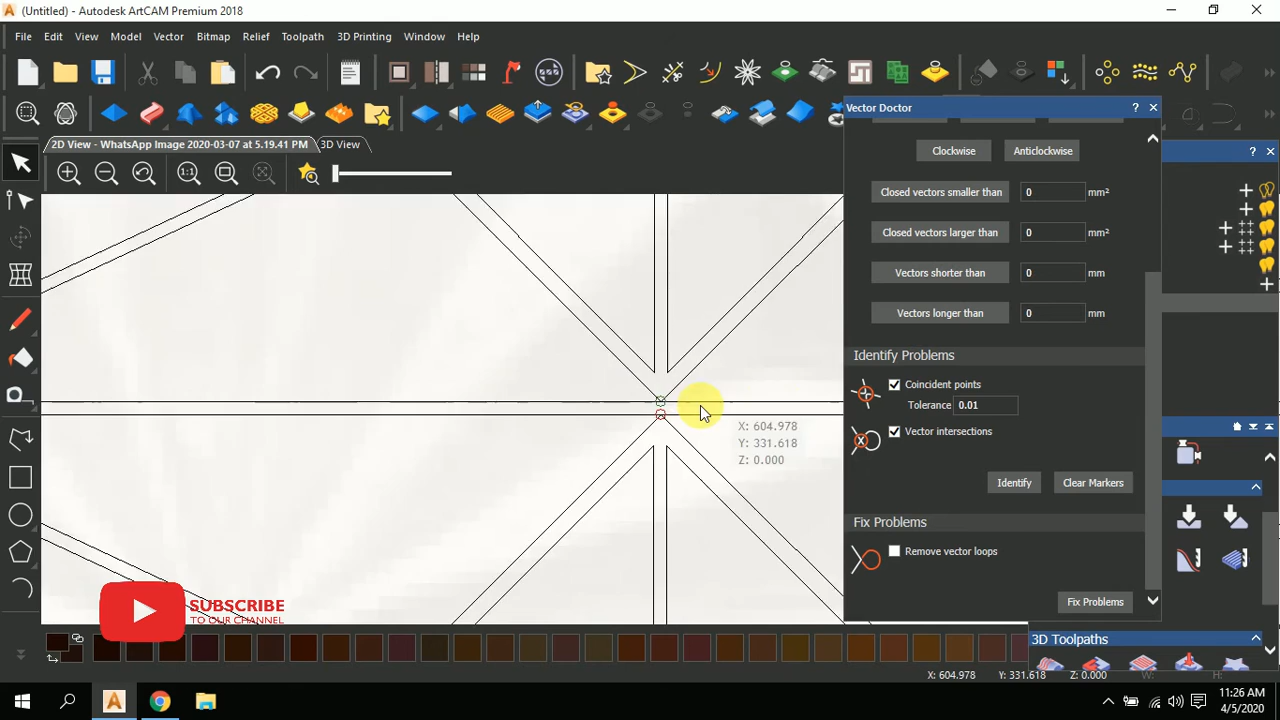 (Untitled) - Autodesk ArtCAM Premium 2018
File Edit View Model Vector Bitmap Relief Toolpath 3D Printing Window Help
Vector Doctor
2D View - WhatsApp Image 2020-03-07 at 5.19.41 PM
3D View
1:1
Clockwise
Anticlockwise
Closed vectors smaller than 0 mm²
Closed vectors larger than 0 mm²
Vectors shorter than 0 mm
Vectors longer than 0 mm
Identify Problems
Coincident points
Tolerance 0.01
Vector intersections
Identify
Clear Markers
Fix Problems
Remove vector loops
Fix Problems
X: 604.978
Y: 331.618
Z: 0.000
SUBSCRIBE
TO OUR CHANNEL
3D Toolpaths
X: 604.978 Y: 331.618 Z: 0.000 W: H:
11:26 AM
4/5/2020